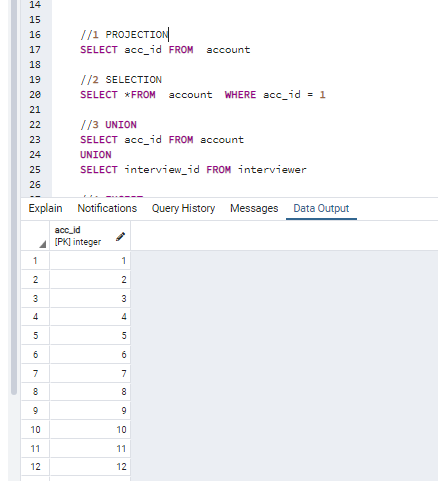 14
15
16 //1 PROJECTION
17 SELECT acc_id FROM account
18
19 //2 SELECTION
20 SELECT *FROM account WHERE acc_id = 1
21
22 //3 UNION
23 SELECT acc_id FROM account
24 UNION
25 SELECT interview_id FROM interviewer
26
Explain Notifications Query History Messages Data Output
acc_id
[PK] integer
1 1
2 2
3 3
4 4
5 5
6 6
7 7
8 8
9 9
10 10
11 11
12 12